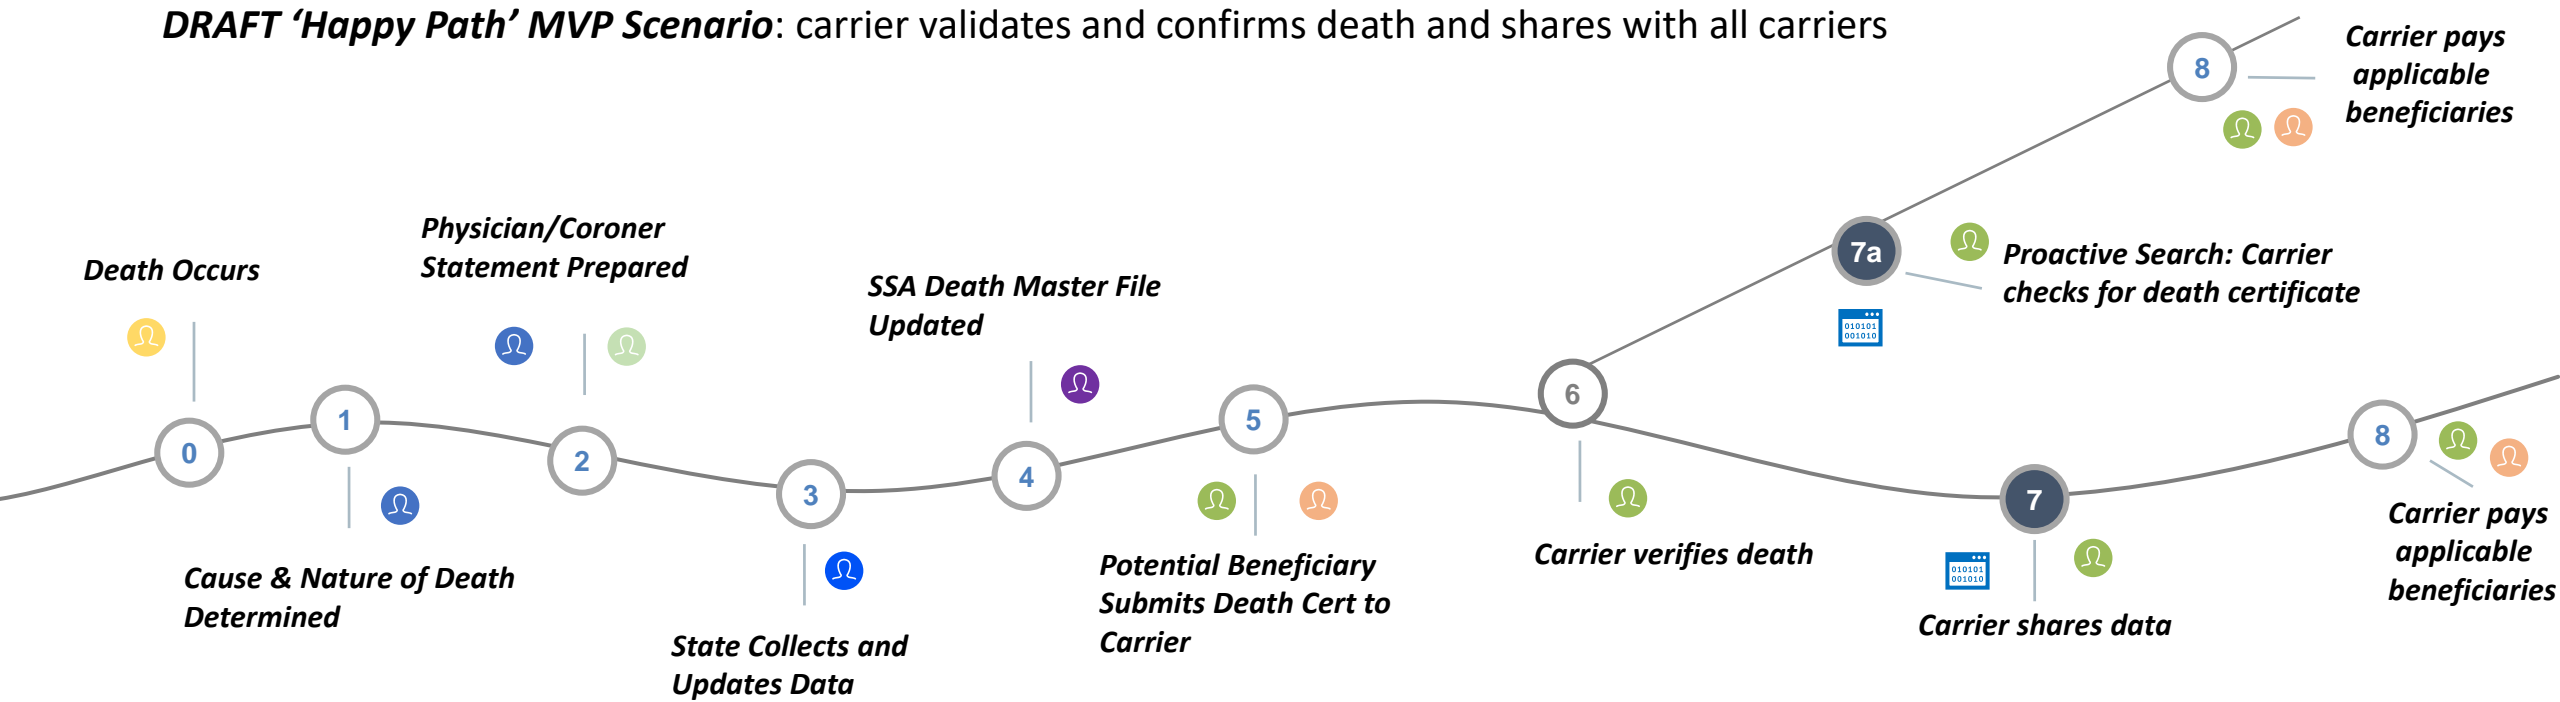 DRAFT ‘Happy Path’ MVP Scenario: carrier validates and confirms death and shares with all carriers
0
Death Occurs
1
Cause & Nature of Death
Determined
2
Physician/Coroner
Statement Prepared
3
State Collects and
Updates Data
4
SSA Death Master File
Updated
5
Potential Beneficiary
Submits Death Cert to
Carrier
6
Carrier verifies death
7a
Proactive Search: Carrier
checks for death certificate
010101
001010
8
Carrier pays
applicable
beneficiaries
7
010101
001010
Carrier shares data
8
Carrier pays
applicable
beneficiaries